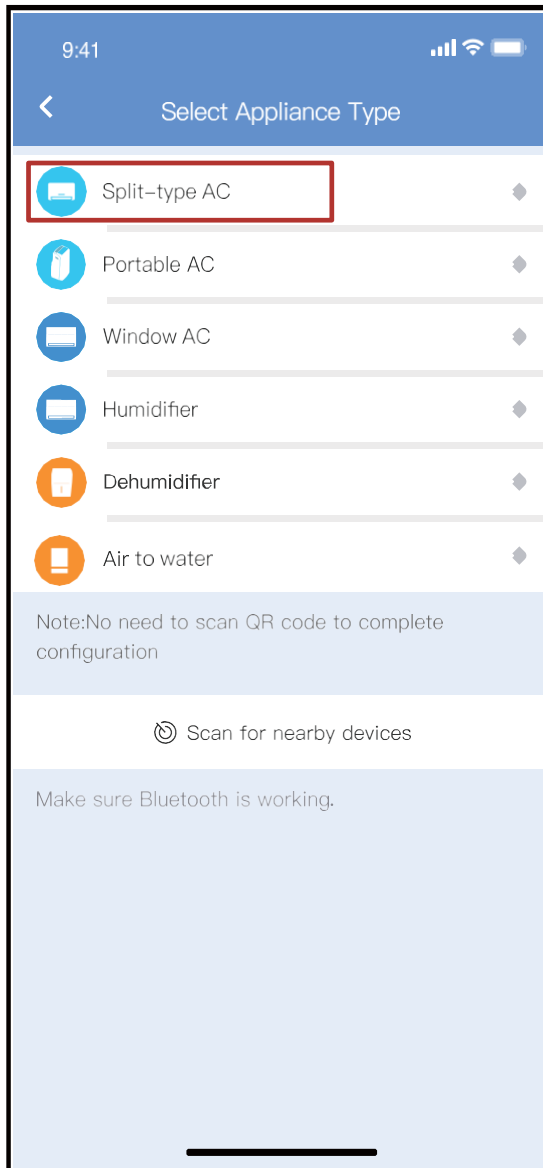 9:41
Select Appliance Type
Split-type AC
Portable AC
Window AC
Humidifier
Dehumidifier
Air to water
Note:No need to scan QR code to complete
configuration
Scan for nearby devices
Make sure Bluetooth is working.